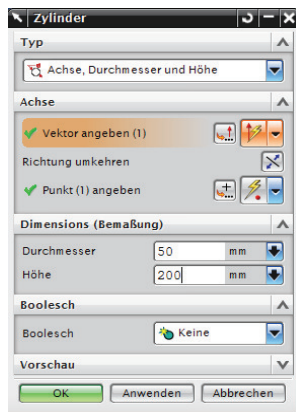 Zylinder
Typ
Achse, Durchmesser und Höhe
Achse
Vektor angeben (1)
Richtung umkehren
Punkt (1) angeben
Dimensions (Bemaßung)
Durchmesser 50 mm
Höhe 200 mm
Boolesch
Boolesch Keine
Vorschau
OK Anwenden Abbrechen